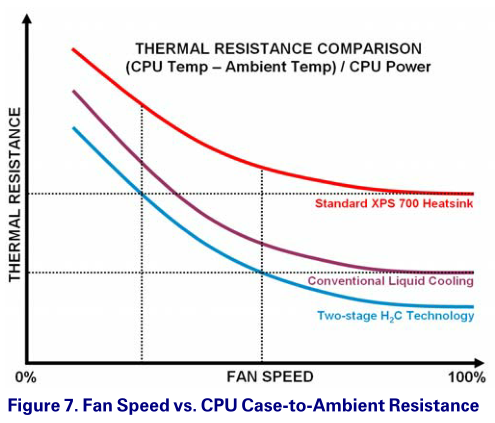 THERMAL RESISTANCE COMPARISON
(CPU Temp – Ambient Temp) / CPU Power
THERMAL RESISTANCE
Standard XPS 700 Heatsink
Conventional Liquid Cooling
Two-stage H₂C Technology
0%
FAN SPEED
100%
Figure 7. Fan Speed vs. CPU Case-to-Ambient Resistance